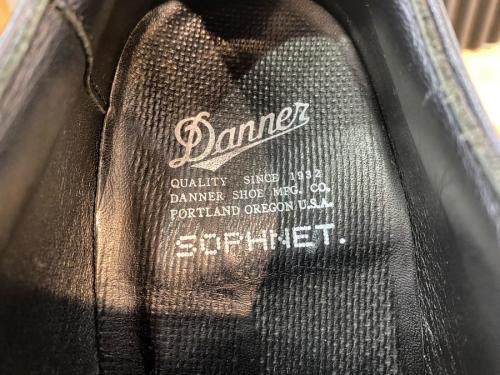 Danner
QUALITY SINCE 1932
DANNER SHOE MFG. CO.
PORTLAND OREGON U.S.A.
SOPHNET.